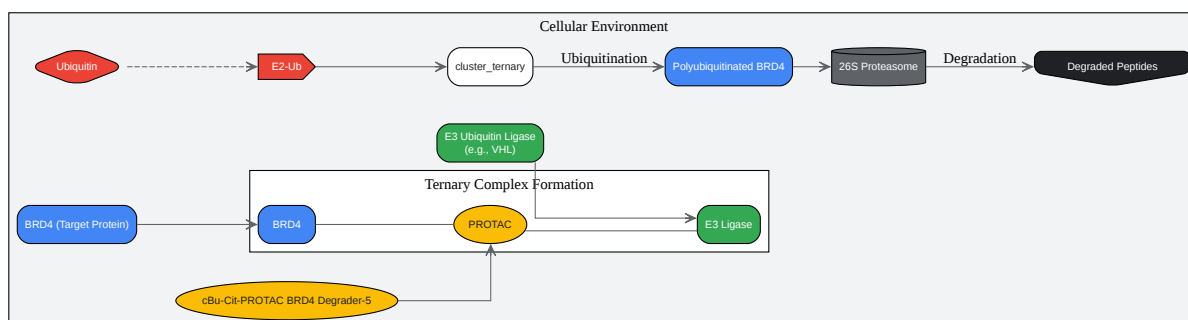 Cellular Environment
Ubiquitin
E2-Ub
cluster_ternary
Ubiquitination
Polyubiquitinated BRD4
26S Proteasome
Degradation
Degraded Peptides
E3 Ubiquitin Ligase
(e.g., VHL)
Ternary Complex Formation
BRD4 (Target Protein)
BRD4
PROTAC
E3 Ligase
cBu-Cit-PROTAC BRD4 Degrader-5